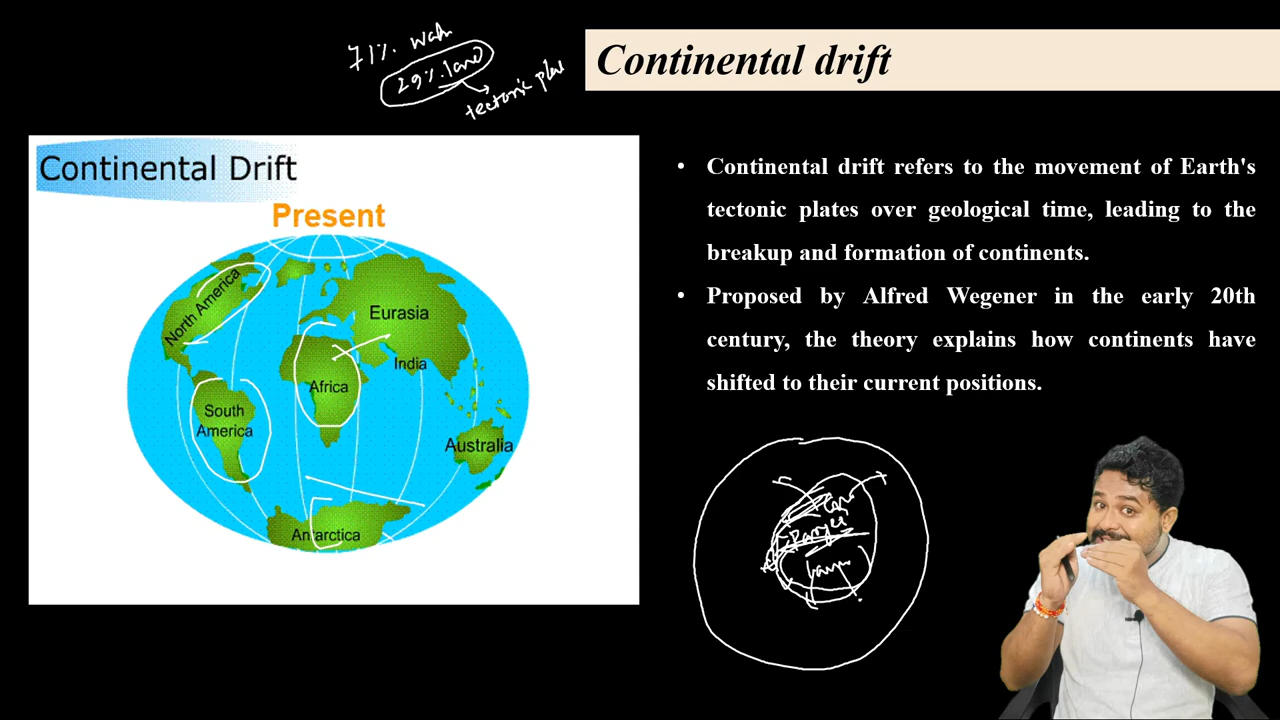 71% wate
29% land
tectonic plat
Continental drift
Continental Drift
Present
North America
Eurasia
India
Africa
South
America
Australia
Antarctica
• Continental drift refers to the movement of Earth's
tectonic plates over geological time, leading to the
breakup and formation of continents.
• Proposed by Alfred Wegener in the early 20th
century, the theory explains how continents have
shifted to their current positions.